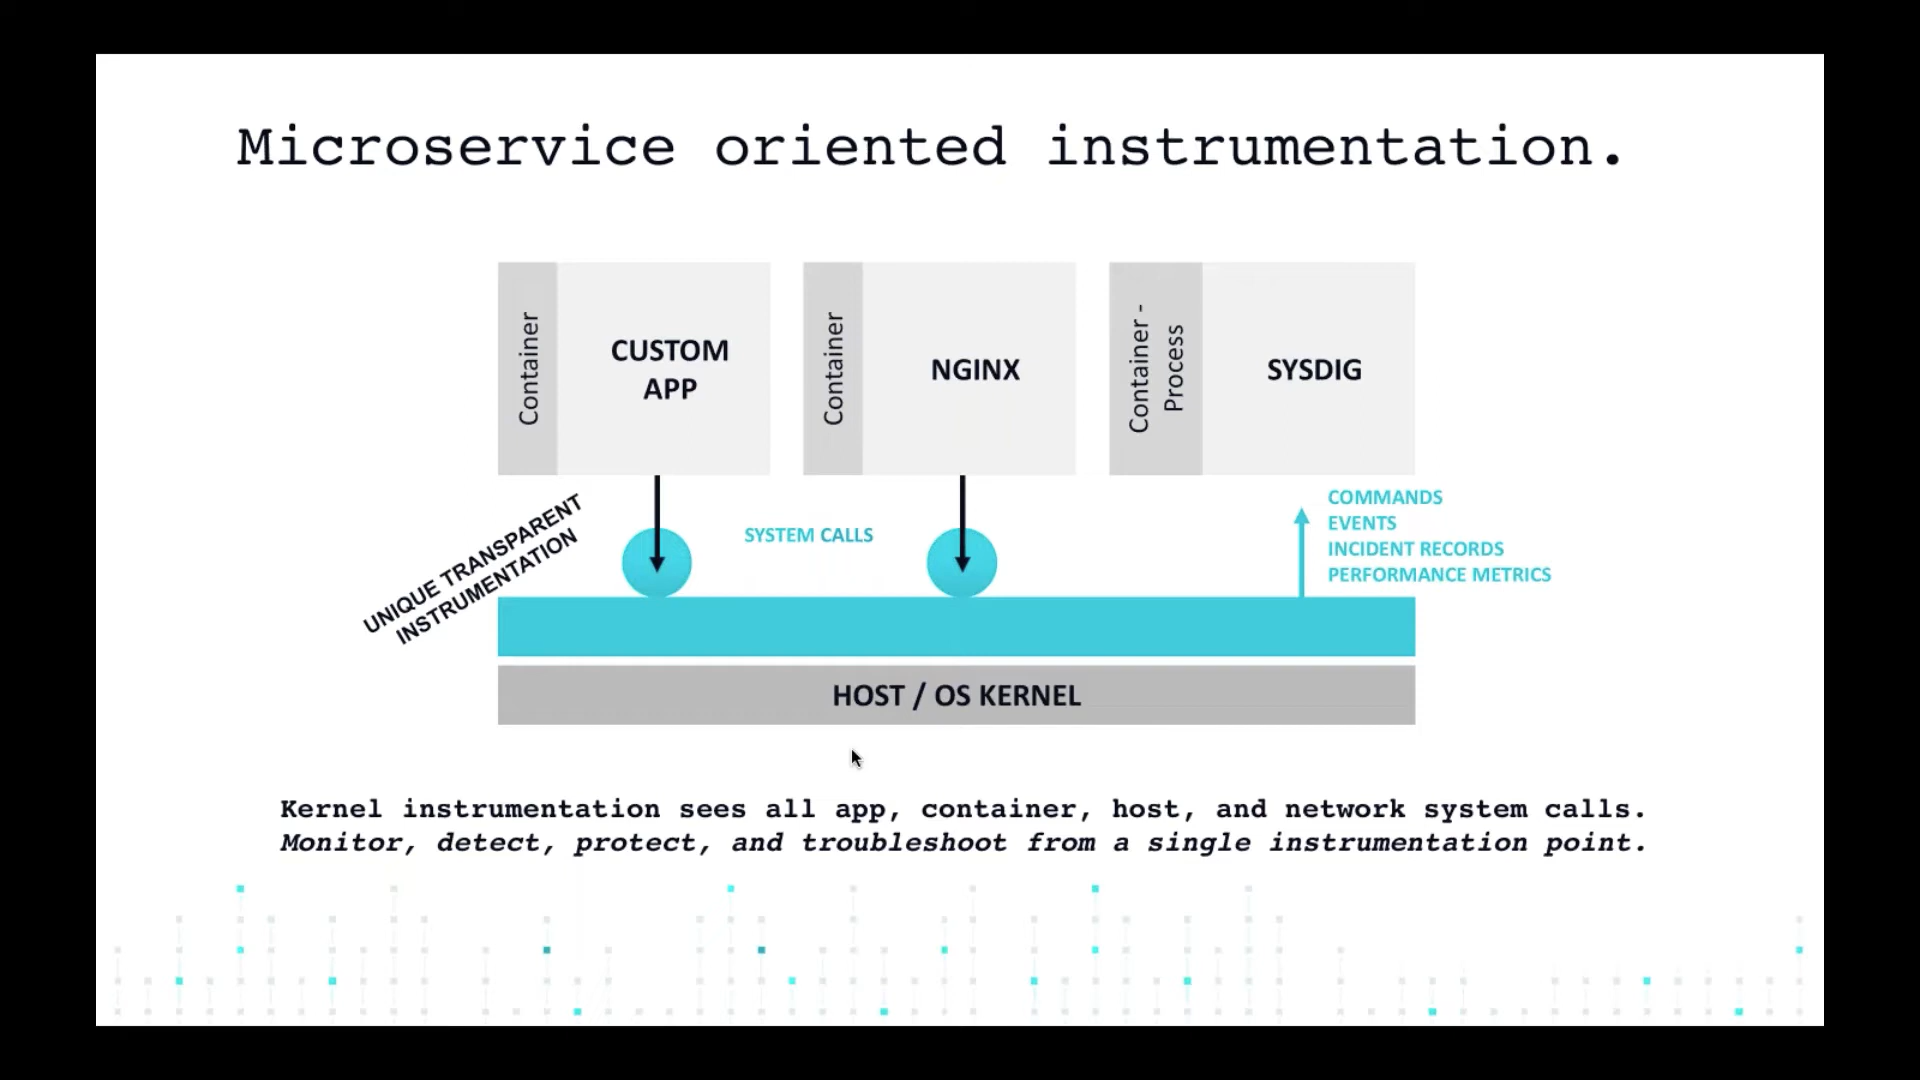 Microservice oriented instrumentation.
Container
CUSTOM
APP
Container
NGINX
Container -
Process
SYSDIG
UNIQUE TRANSPARENT
INSTRUMENTATION
SYSTEM CALLS
COMMANDS
EVENTS
INCIDENT RECORDS
PERFORMANCE METRICS
HOST / OS KERNEL
Kernel instrumentation sees all app, container, host, and network system calls.
Monitor, detect, protect, and troubleshoot from a single instrumentation point.